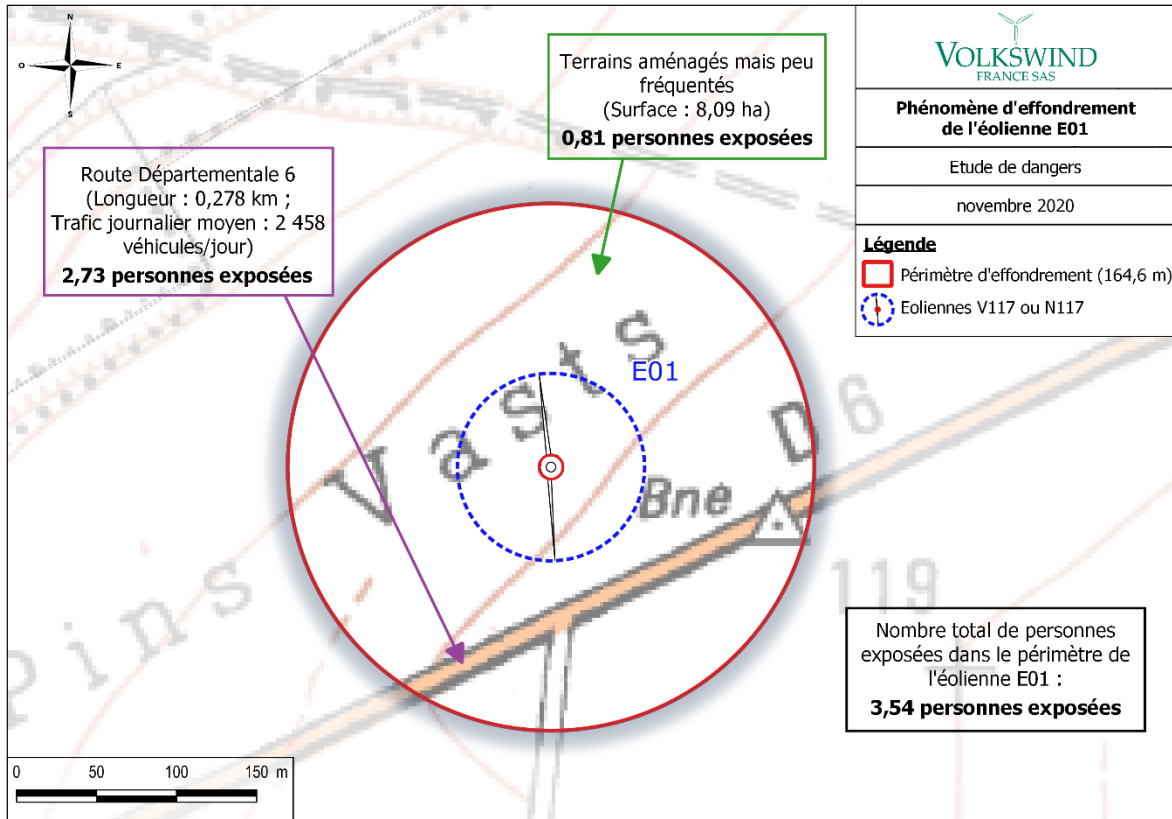 N
O
E
S
Terrains aménagés mais peu
fréquentés
(Surface : 8,09 ha)
0,81 personnes exposées
Route Départementale 6
(Longueur : 0,278 km ;
Trafic journalier moyen : 2 458
véhicules/jour)
2,73 personnes exposées
VOLKSWIND
FRANCE SAS
Phénomène d'effondrement
de l'éolienne E01
Etude de dangers
novembre 2020
Légende
Périmètre d'effondrement (164,6 m)
Eoliennes V117 ou N117
E01
Vasts
D 6
Bne
119
Pins
Nombre total de personnes
exposées dans le périmètre de
l'éolienne E01 :
3,54 personnes exposées
0 50 100 150 m